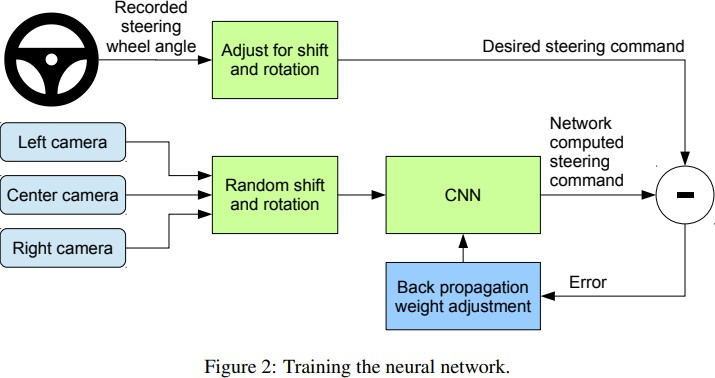 Recorded
steering
wheel angle
Adjust for shift
and rotation
Desired steering command
Left camera
Center camera
Right camera
Random shift
and rotation
CNN
Network
computed
steering
command
-
Back propagation
weight adjustment
Error
Figure 2: Training the neural network.